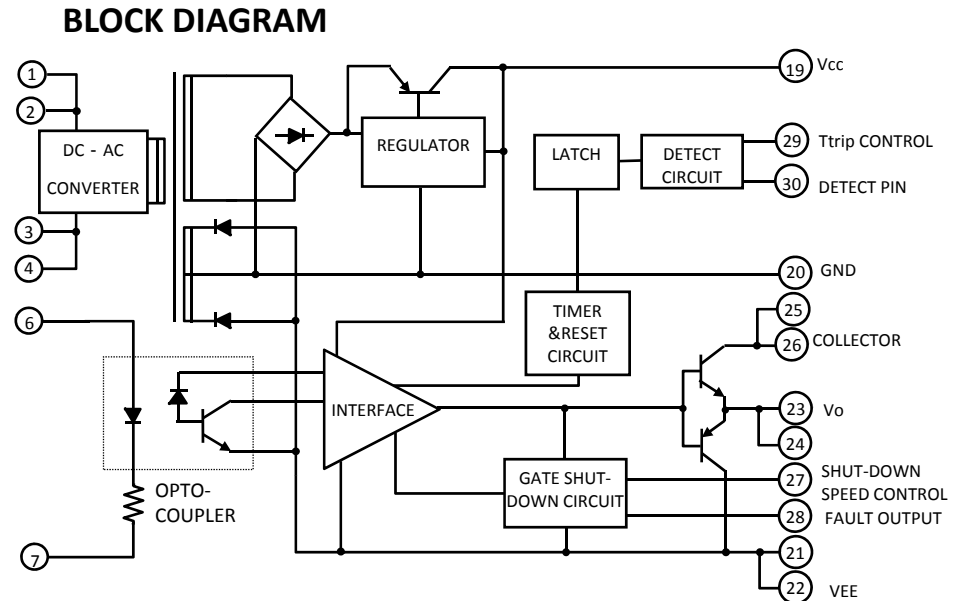 BLOCK DIAGRAM
1
2
DC - AC
CONVERTER
3
4
6
7
OPTO-
COUPLER
REGULATOR
INTERFACE
LATCH
DETECT
CIRCUIT
TIMER
&RESET
CIRCUIT
GATE SHUT-
DOWN CIRCUIT
19 Vcc
29 Ttrip CONTROL
30 DETECT PIN
20 GND
25
26 COLLECTOR
23 Vo
24
27 SHUT-DOWN
SPEED CONTROL
28 FAULT OUTPUT
21
22 VEE